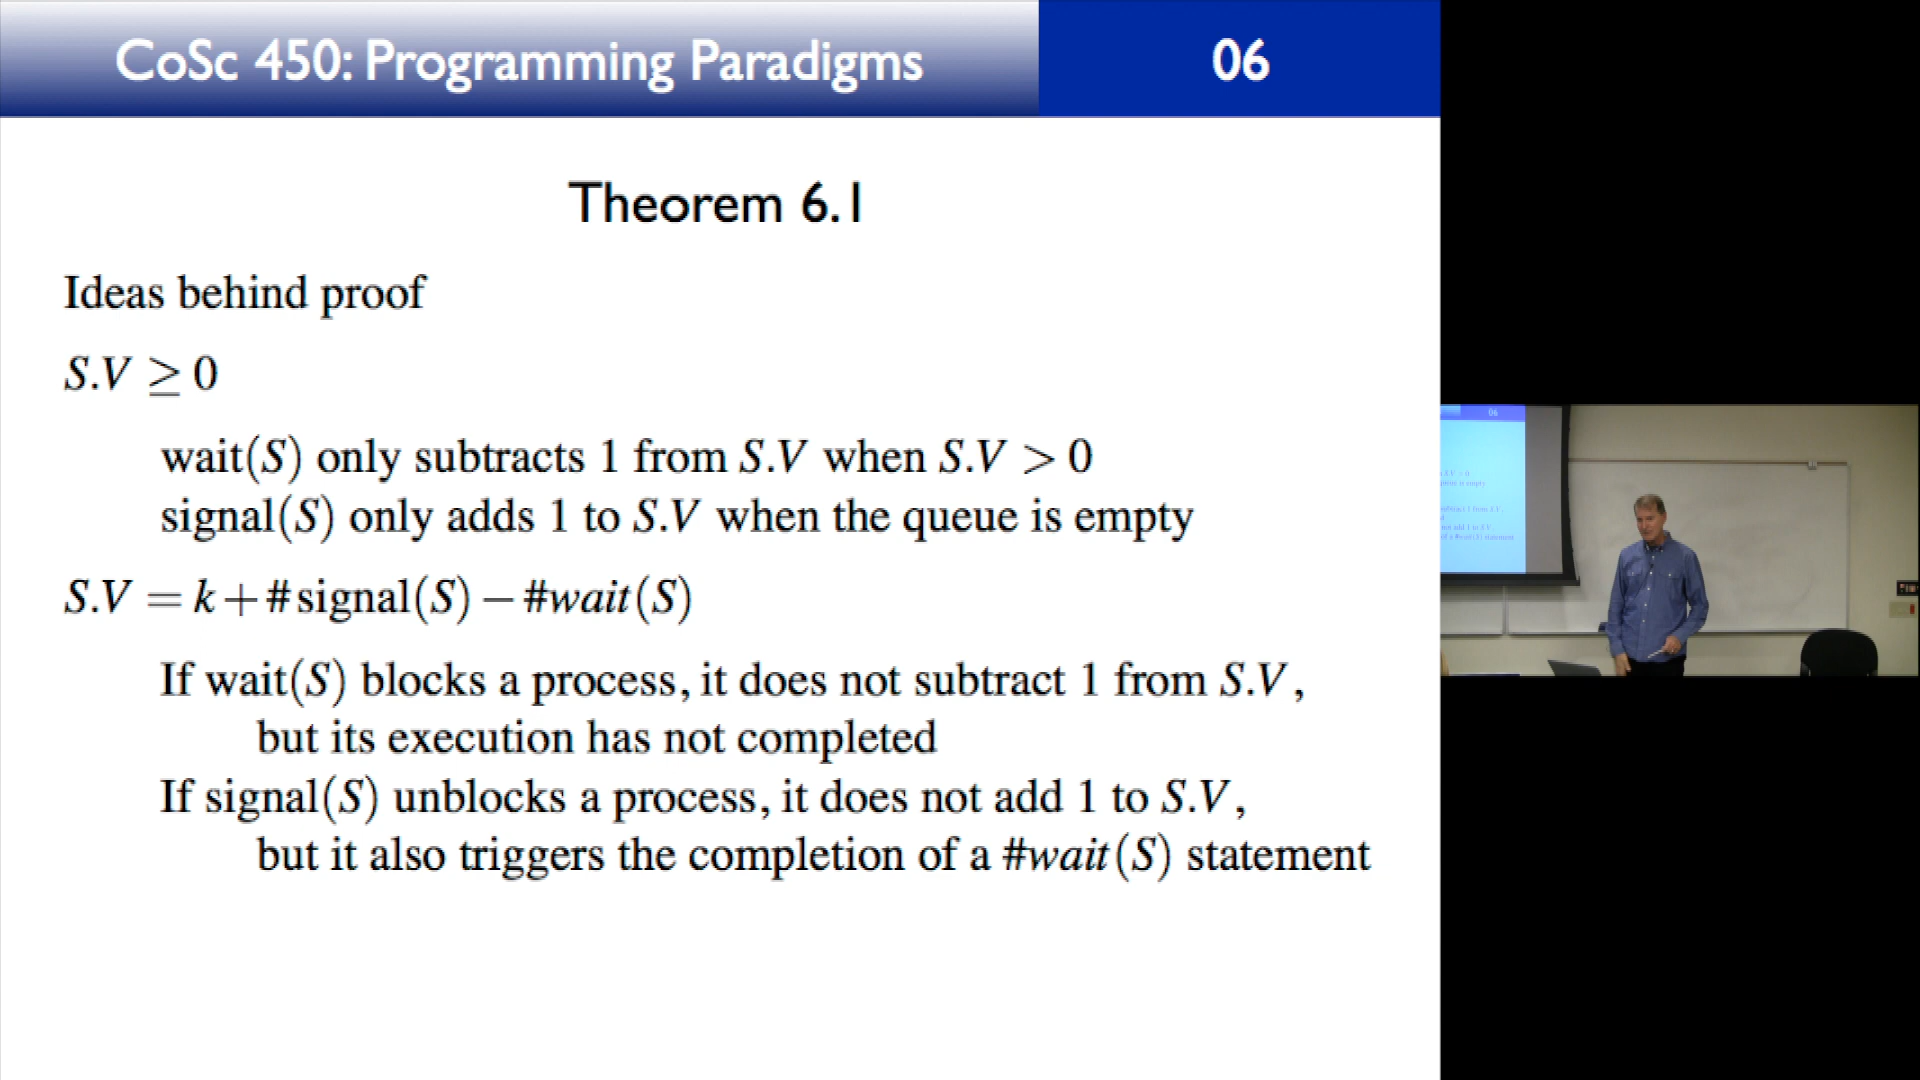 CoSc 450: Programming Paradigms
06
Theorem 6.1
Ideas behind proof
S.V ≥ 0
wait(S) only subtracts 1 from S.V when S.V > 0
signal(S) only adds 1 to S.V when the queue is empty
S.V = k + #signal(S) − #wait(S)
If wait(S) blocks a process, it does not subtract 1 from S.V,
but its execution has not completed
If signal(S) unblocks a process, it does not add 1 to S.V,
but it also triggers the completion of a #wait(S) statement
06